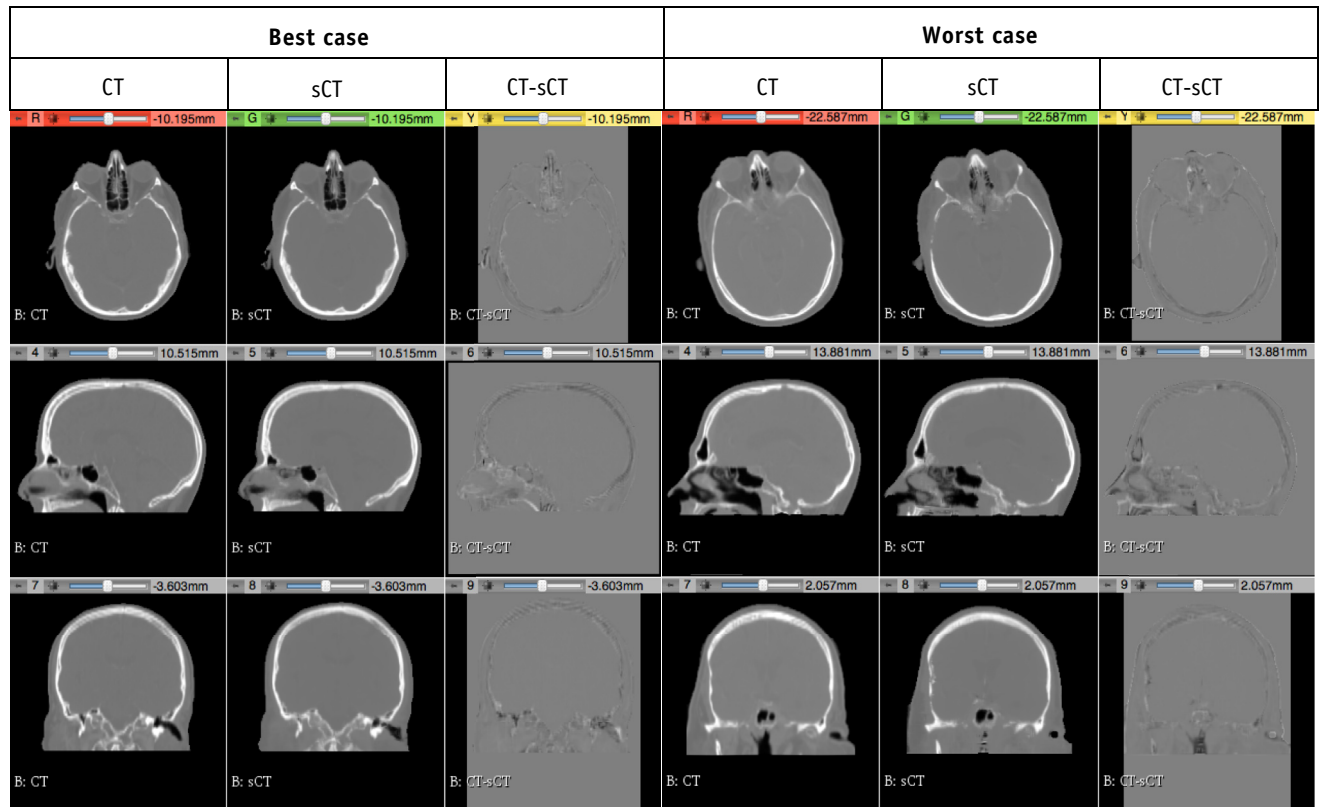 Best case Worst case
CT sCT CT-sCT CT sCT CT-sCT
R -10.195mm G -10.195mm Y -10.195mm R -22.587mm G -22.587mm Y -22.587mm
B: CT B: sCT B: CT-sCT B: CT B: sCT B: CT-sCT
4 10.515mm 5 10.515mm 6 10.515mm 4 13.881mm 5 13.881mm 6 13.881mm
B: CT B: sCT B: CT-sCT B: CT B: sCT B: CT-sCT
7 -3.603mm 8 -3.603mm 9 -3.603mm 7 2.057mm 8 2.057mm 9 2.057mm
B: CT B: sCT B: CT-sCT B: CT B: sCT B: CT-sCT